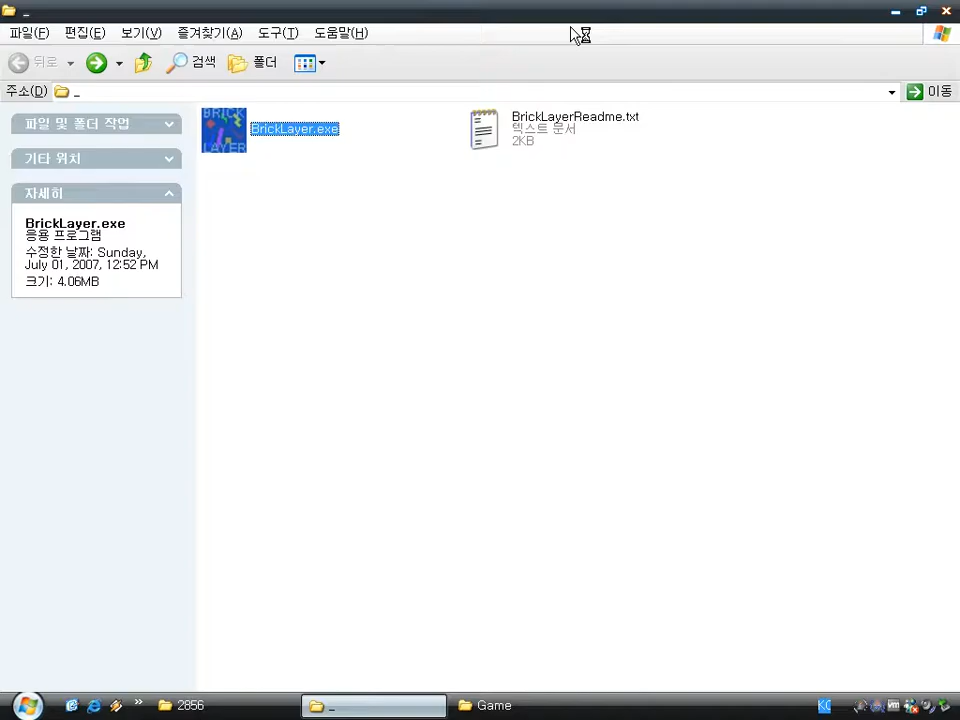 _
파일(F) 편집(E) 보기(V) 즐겨찾기(A) 도구(T) 도움말(H)
뒤로 검색 폴더
주소(D) _ 이동
파일 및 폴더 작업
기타 위치
자세히
BrickLayer.exe
응용 프로그램
수정한 날짜: Sunday,
July 01, 2007, 12:52 PM
크기: 4.06MB
BRICK
LAYER
BrickLayer.exe
BrickLayerReadme.txt
텍스트 문서
2KB
» 2856 _ Game KO